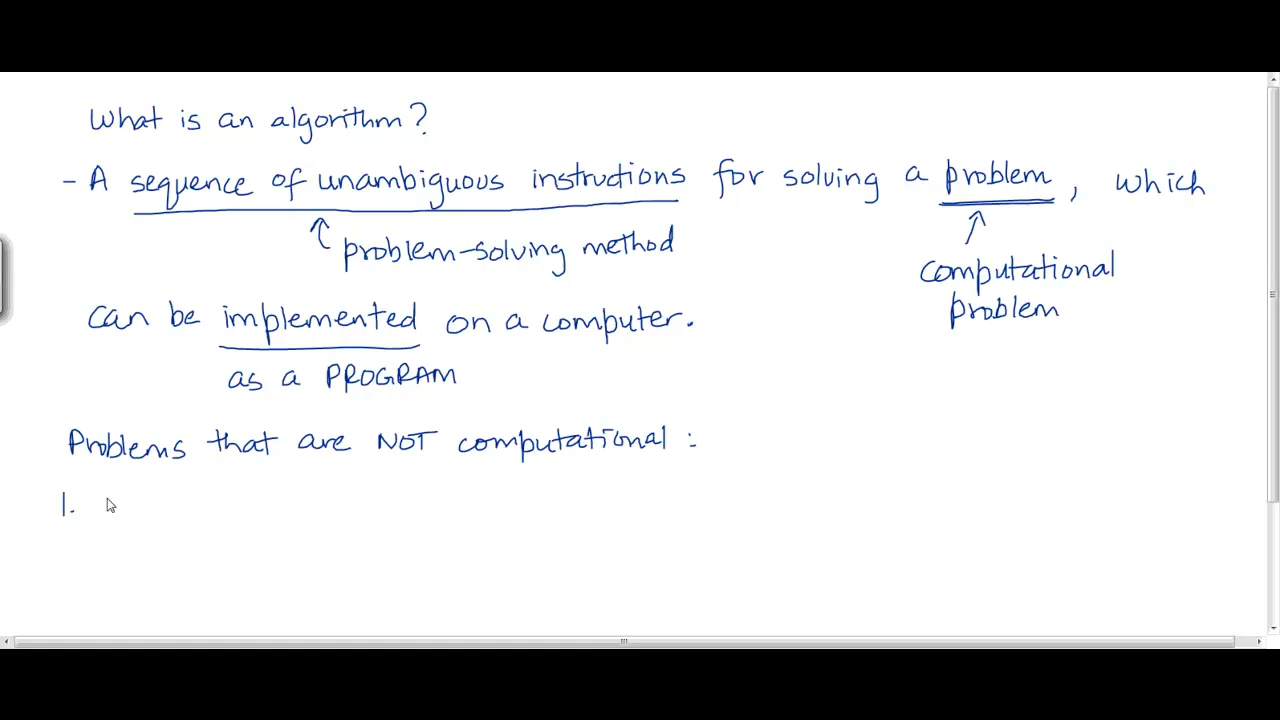 What is an algorithm?
- A sequence of unambiguous instructions for solving a problem, which
problem-solving method
computational
problem
can be implemented on a computer.
as a PROGRAM
Problems that are NOT computational:
1.